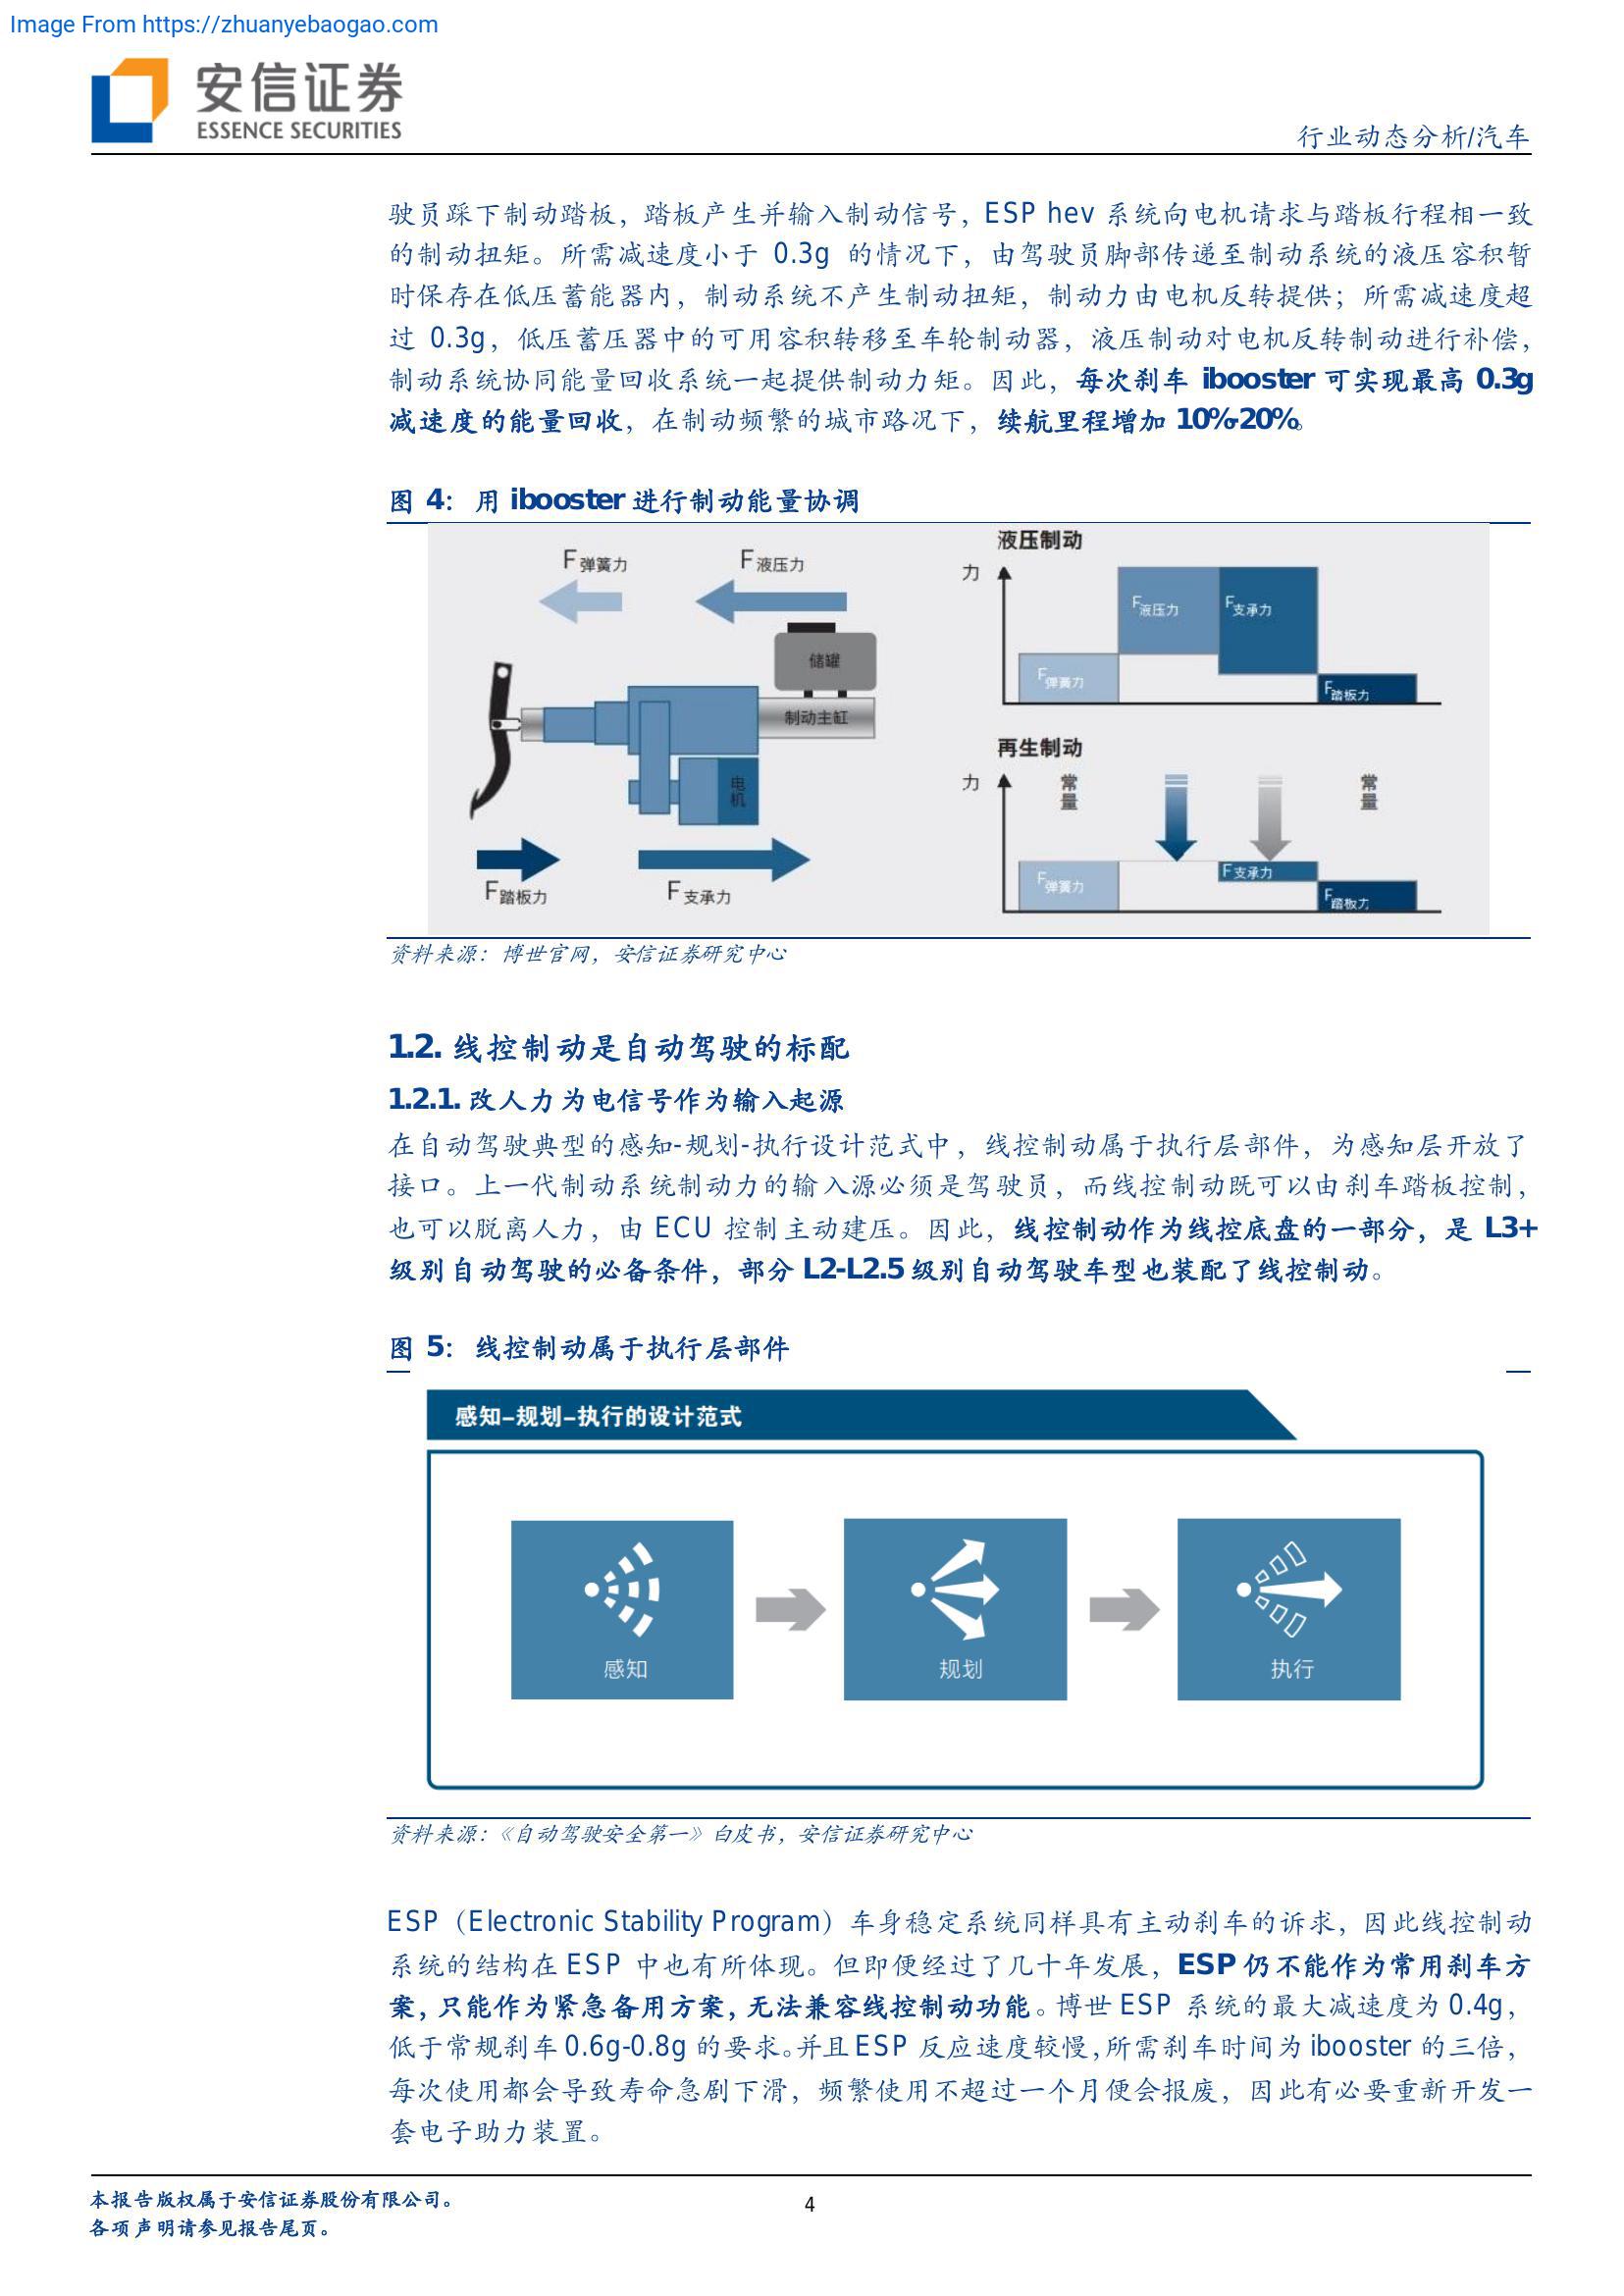 Image From https://zhuanyebaogao.com
安信证券
ESSENCE SECURITIES
行业动态分析/汽车
驶员踩下制动踏板，踏板产生并输入制动信号，ESP hev 系统向电机请求与踏板行程相一致
的制动扭矩。所需减速度小于 0.3g 的情况下，由驾驶员脚部传递至制动系统的液压容积暂
时保存在低压蓄能器内，制动系统不产生制动扭矩，制动力由电机反转提供；所需减速度超
过 0.3g，低压蓄压器中的可用容积转移至车轮制动器，液压制动对电机反转制动进行补偿，
制动系统协同能量回收系统一起提供制动力矩。因此，每次刹车 ibooster 可实现最高 0.3g
减速度的能量回收，在制动频繁的城市路况下，续航里程增加 10%-20%。
图 4：用 ibooster 进行制动能量协调
F弹簧力
F液压力
储罐
制动主缸
电机
F踏板力
F支承力
液压制动
力
F液压力
F支承力
F弹簧力
F踏板力
再生制动
力
常量
常量
F弹簧力
F支承力
F踏板力
资料来源：博世官网，安信证券研究中心
1.2. 线控制动是自动驾驶的标配
1.2.1. 改人力为电信号作为输入起源
在自动驾驶典型的感知-规划-执行设计范式中，线控制动属于执行层部件，为感知层开放了
接口。上一代制动系统制动力的输入源必须是驾驶员，而线控制动既可以由刹车踏板控制，
也可以脱离人力，由 ECU 控制主动建压。因此，线控制动作为线控底盘的一部分，是 L3+
级别自动驾驶的必备条件，部分 L2-L2.5 级别自动驾驶车型也装配了线控制动。
图 5：线控制动属于执行层部件
感知–规划–执行的设计范式
感知
规划
执行
资料来源：《自动驾驶安全第一》白皮书，安信证券研究中心
ESP（Electronic Stability Program）车身稳定系统同样具有主动刹车的诉求，因此线控制动
系统的结构在 ESP 中也有所体现。但即便经过了几十年发展，ESP 仍不能作为常用刹车方
案，只能作为紧急备用方案，无法兼容线控制动功能。博世 ESP 系统的最大减速度为 0.4g，
低于常规刹车 0.6g-0.8g 的要求。并且 ESP 反应速度较慢，所需刹车时间为 ibooster 的三倍，
每次使用都会导致寿命急剧下滑，频繁使用不超过一个月便会报废，因此有必要重新开发一
套电子助力装置。
本报告版权属于安信证券股份有限公司。
各项声明请参见报告尾页。
4